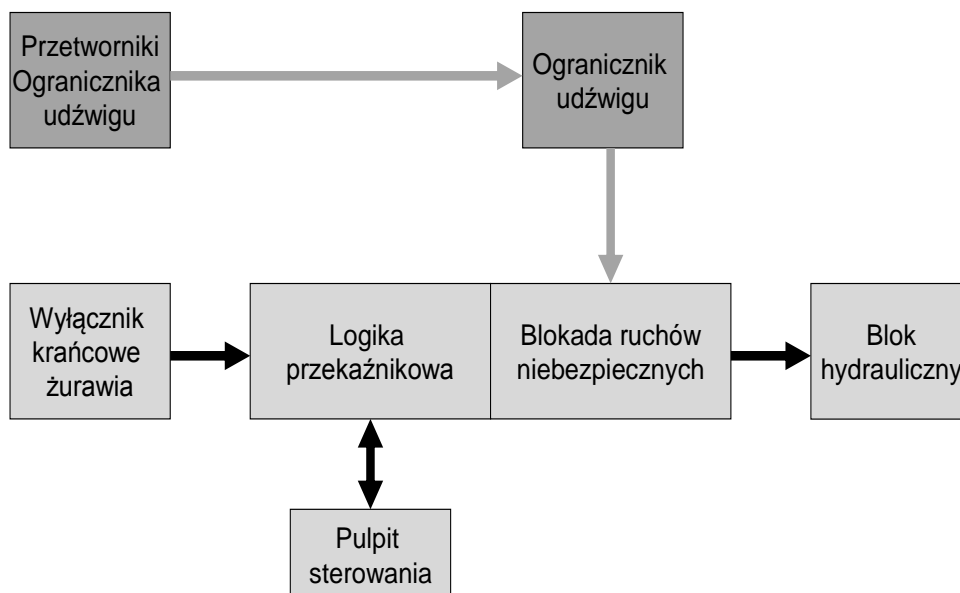 Przetworniki
Ogranicznika
udźwigu
Ogranicznik
udźwigu
Wyłącznik
krańcowe
żurawia
Logika
przekaźnikowa
Blokada ruchów
niebezpiecznych
Blok
hydrauliczny
Pulpit
sterowania